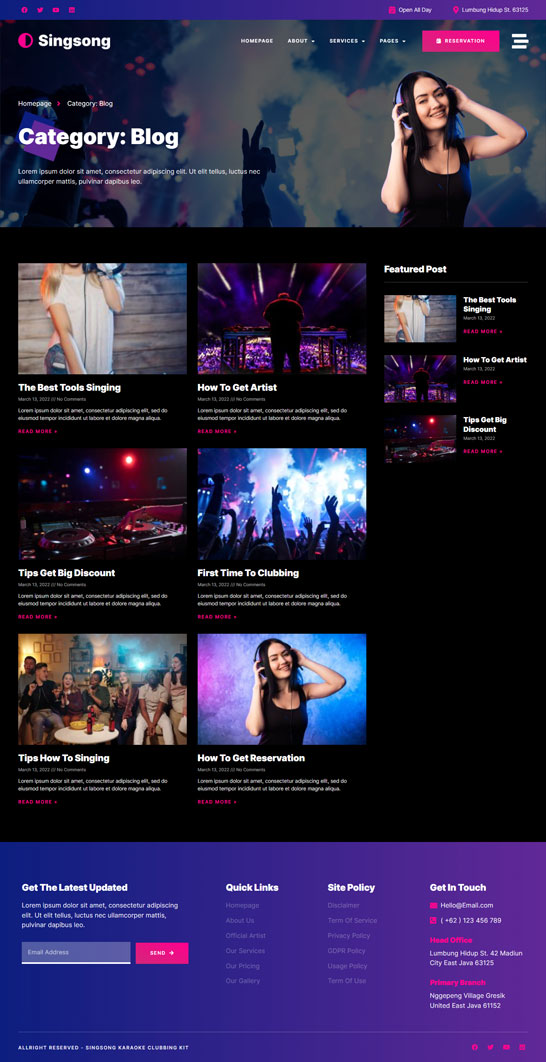 Open All Day
Lumbung Hidup St. 63125
Singsong
HOMEPAGE
ABOUT
SERVICES
PAGES
RESERVATION
Homepage
Category: Blog
Category: Blog
Lorem ipsum dolor sit amet, consectetur adipiscing elit. Ut elit tellus, luctus nec
ullamcorper mattis, pulvinar dapibus leo.
The Best Tools Singing
March 13, 2022 /// No Comments
Lorem ipsum dolor sit amet, consectetur adipiscing elit, sed do
eiusmod tempor incididunt ut labore et dolore magna aliqua.
READ MORE »
How To Get Artist
March 13, 2022 /// No Comments
Lorem ipsum dolor sit amet, consectetur adipiscing elit, sed do
eiusmod tempor incididunt ut labore et dolore magna aliqua.
READ MORE »
Tips Get Big Discount
March 13, 2022 /// No Comments
Lorem ipsum dolor sit amet, consectetur adipiscing elit, sed do
eiusmod tempor incididunt ut labore et dolore magna aliqua.
READ MORE »
First Time To Clubbing
March 13, 2022 /// No Comments
Lorem ipsum dolor sit amet, consectetur adipiscing elit, sed do
eiusmod tempor incididunt ut labore et dolore magna aliqua.
READ MORE »
Tips How To Singing
March 13, 2022 /// No Comments
Lorem ipsum dolor sit amet, consectetur adipiscing elit, sed do
eiusmod tempor incididunt ut labore et dolore magna aliqua.
READ MORE »
How To Get Reservation
March 13, 2022 /// No Comments
Lorem ipsum dolor sit amet, consectetur adipiscing elit, sed do
eiusmod tempor incididunt ut labore et dolore magna aliqua.
READ MORE »
Featured Post
The Best Tools
Singing
March 13, 2022
READ MORE »
How To Get Artist
March 13, 2022
READ MORE »
Tips Get Big
Discount
March 13, 2022
READ MORE »
Get The Latest Updated
Lorem ipsum dolor sit amet, consectetur adipiscing
elit. Ut elit tellus, luctus nec ullamcorper mattis,
pulvinar dapibus leo.
Email Address
SEND
Quick Links
Homepage
About Us
Official Artist
Our Services
Our Pricing
Our Gallery
Site Policy
Disclaimer
Term Of Service
Privacy Policy
GDPR Policy
Usage Policy
Term Of Use
Get In Touch
Hello@Email.com
( +62 ) 123 456 789
Head Office
Lumbung Hidup St. 42 Madiun
City East Java 63125
Primary Branch
Nggepeng Village Gresik
United East Java 61152
ALLRIGHT RESERVED - SINGSONG KARAOKE CLUBBING KIT